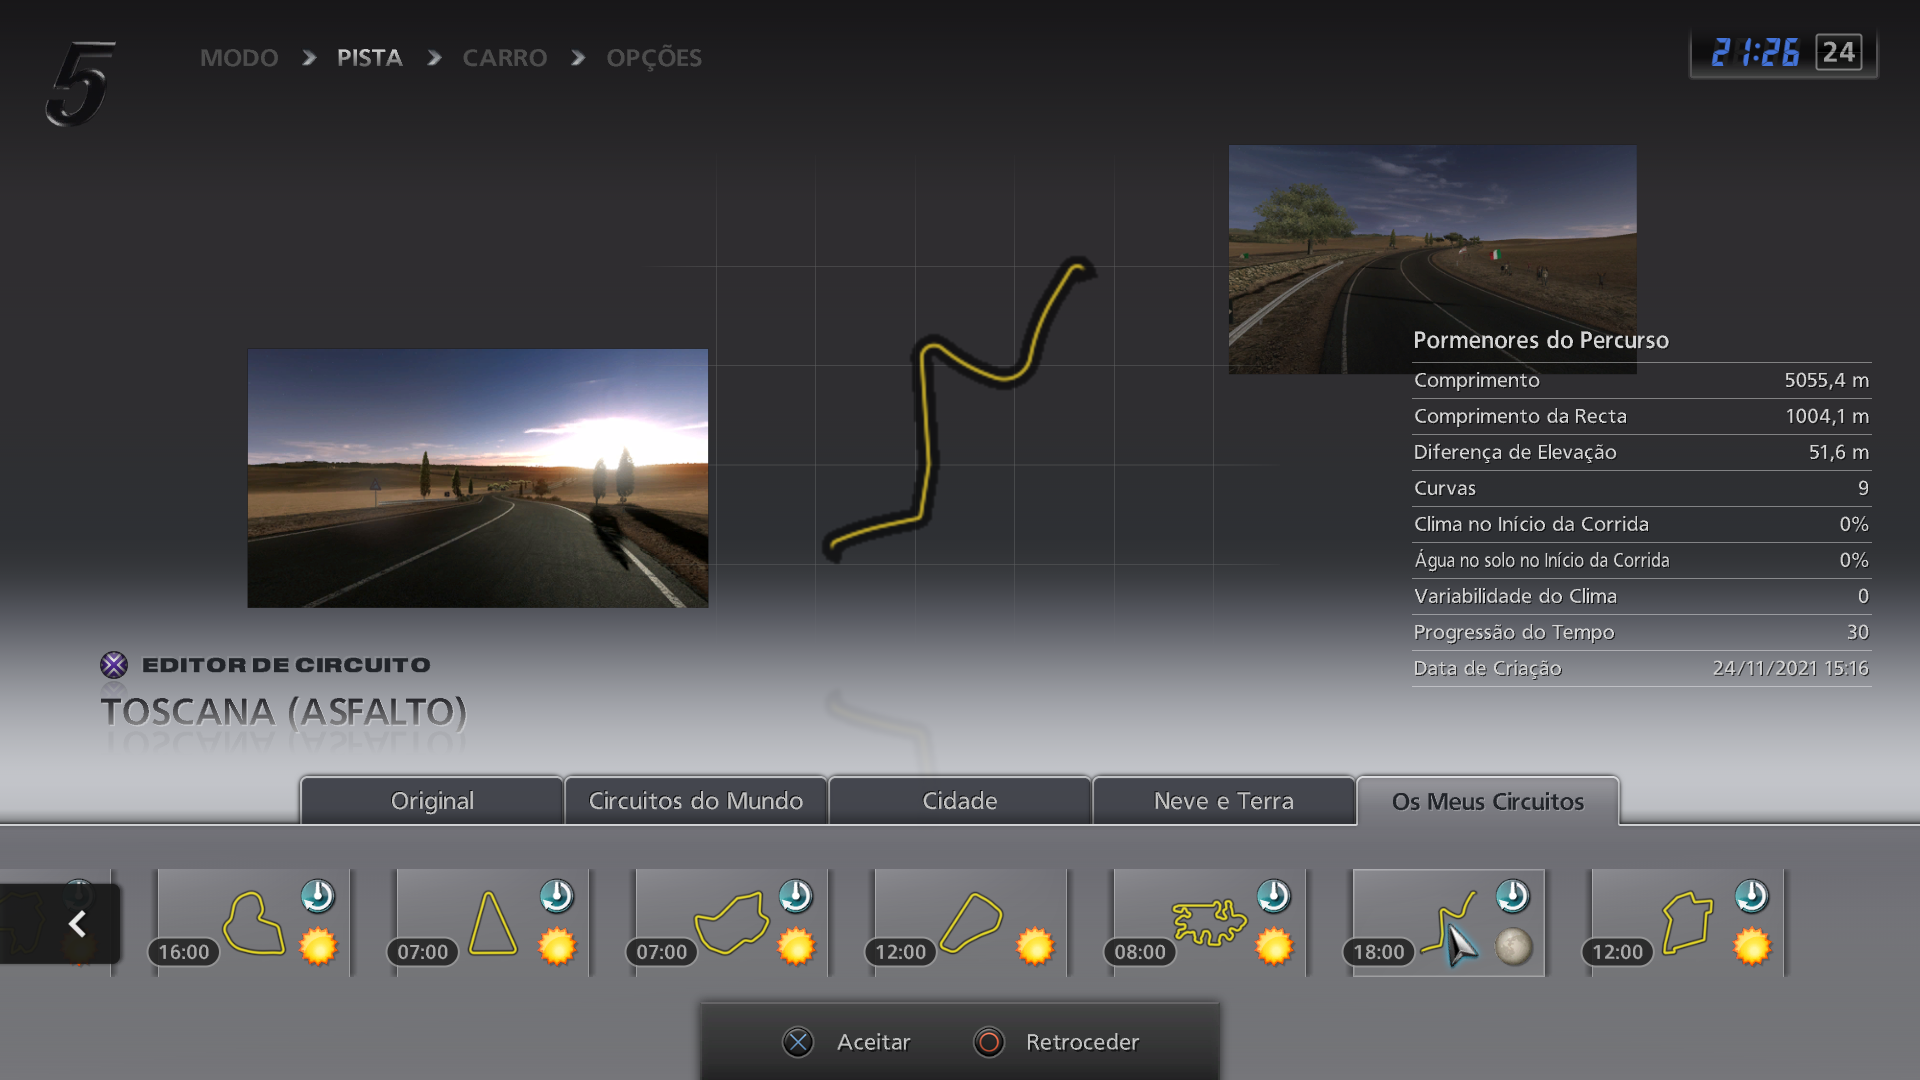 5
MODO PISTA CARRO OPÇÕES
21:26 24
Pormenores do Percurso
Comprimento 5055,4 m
Comprimento da Recta 1004,1 m
Diferença de Elevação 51,6 m
Curvas 9
Clima no Início da Corrida 0%
Água no solo no Início da Corrida 0%
Variabilidade do Clima 0
Progressão do Tempo 30
Data de Criação 24/11/2021 15:16
EDITOR DE CIRCUITO
TOSCANA (ASFALTO)
Original Circuitos do Mundo Cidade Neve e Terra Os Meus Circuitos
16:00 07:00 07:00 12:00 08:00 18:00 12:00
Aceitar Retroceder